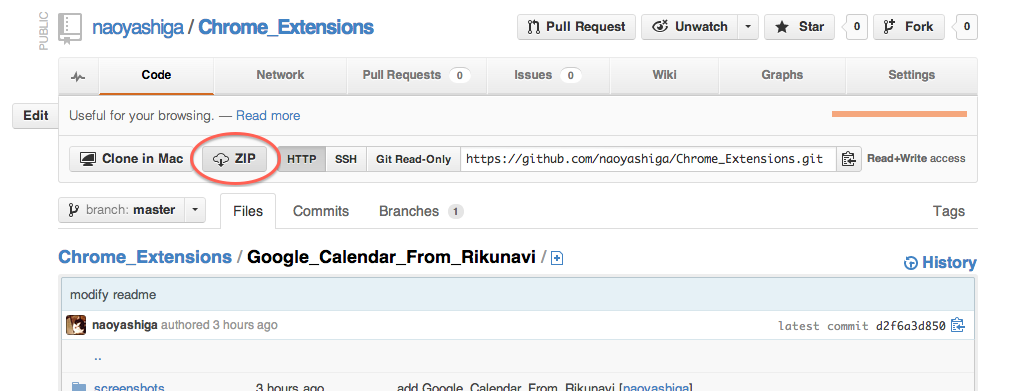 PUBLIC
naoyashiga / Chrome_Extensions
Pull Request
Unwatch
Star
0
Fork
0
Code
Network
Pull Requests 0
Issues 0
Wiki
Graphs
Settings
Edit
Useful for your browsing. — Read more
Clone in Mac
ZIP
HTTP
SSH
Git Read-Only
https://github.com/naoyashiga/Chrome_Extensions.git
Read+Write access
branch: master
Files
Commits
Branches 1
Tags
Chrome_Extensions / Google_Calendar_From_Rikunavi /
History
modify readme
naoyashiga authored 3 hours ago
latest commit d2f6a3d850
..
screenshots
3 hours ago
add Google_Calendar_From_Rikunavi [naoyashiga]